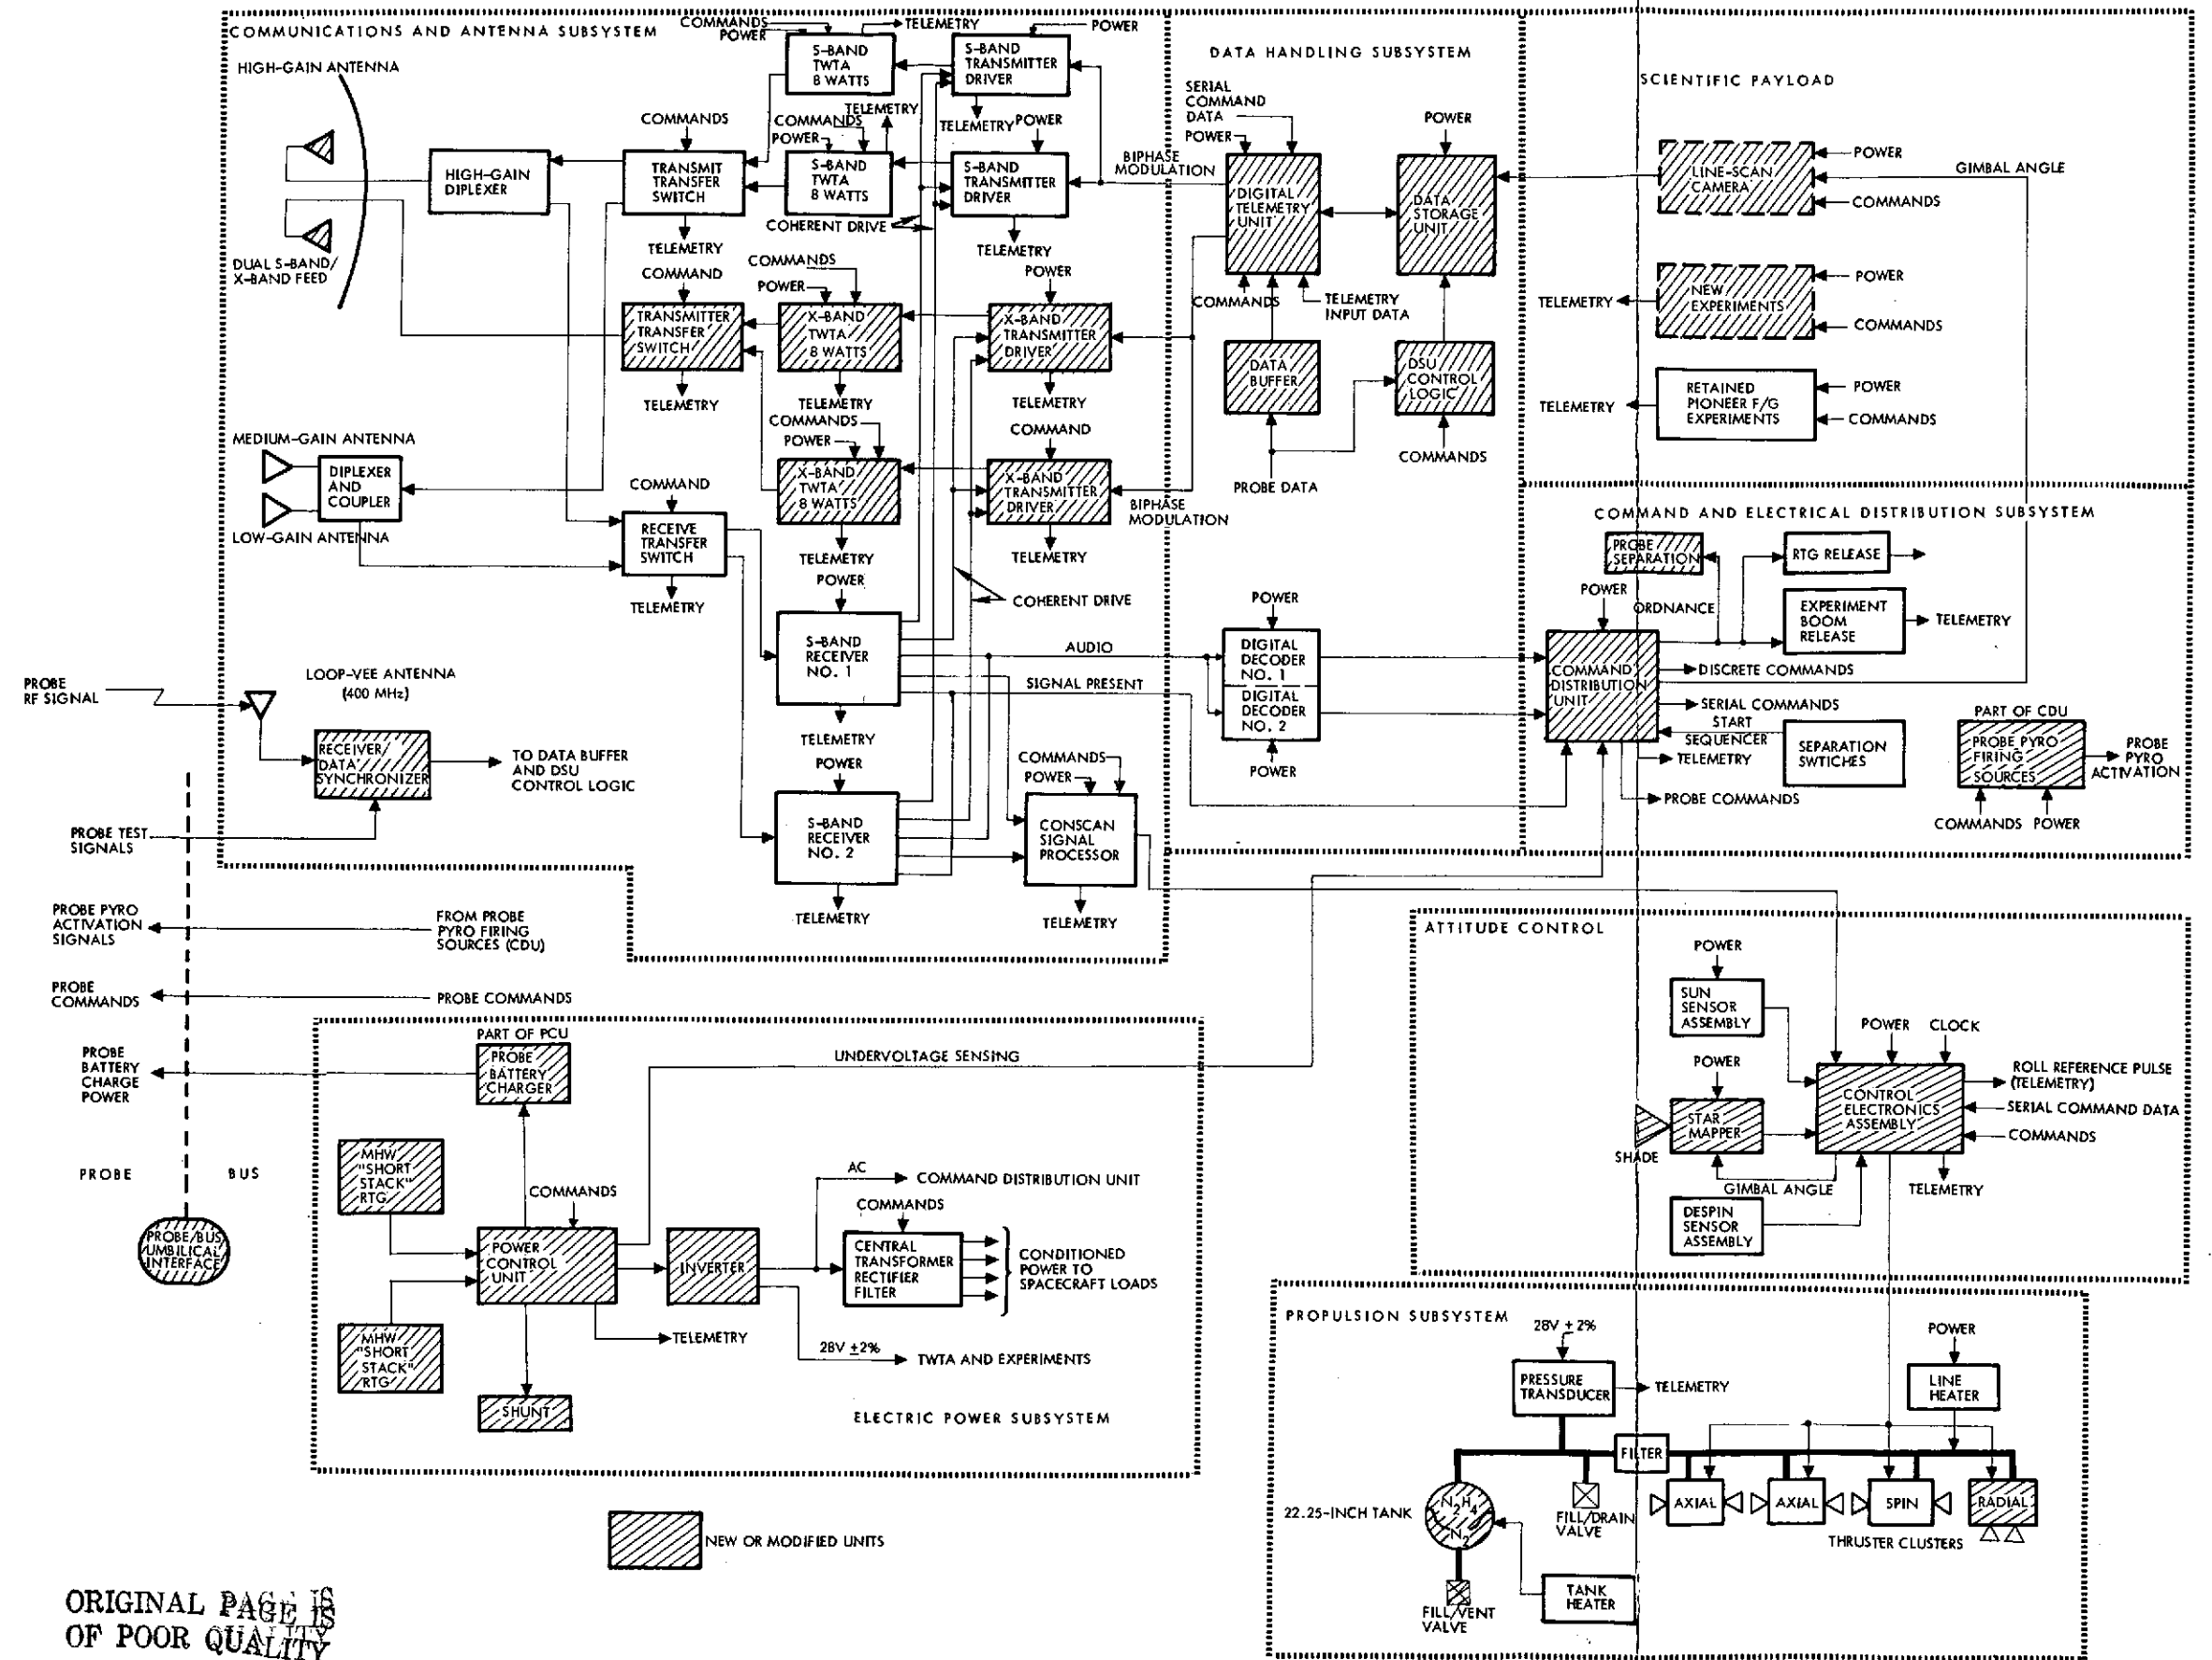 COMMUNICATIONS AND ANTENNA SUBSYSTEM
HIGH-GAIN ANTENNA
DUAL S-BAND/
X-BAND FEED
HIGH-GAIN
DIPLEXER
COMMANDS
TRANSMIT
TRANSFER
SWITCH
TELEMETRY
COMMANDS
POWER
TELEMETRY
S-BAND
TWTA
8 WATTS
POWER
S-BAND
TRANSMITTER
DRIVER
TELEMETRY
TELEMETRY
COMMANDS
POWER
S-BAND
TWTA
8 WATTS
POWER
S-BAND
TRANSMITTER
DRIVER
TELEMETRY
COHERENT DRIVE
BIPHASE
MODULATION
COMMAND
TRANSMITTER
TRANSFER
SWITCH
TELEMETRY
COMMANDS
POWER
X-BAND
TWTA
8 WATTS
TELEMETRY
POWER
X-BAND
TRANSMITTER
DRIVER
TELEMETRY
COMMANDS
POWER
X-BAND
TWTA
8 WATTS
TELEMETRY
COMMAND
X-BAND
TRANSMITTER
DRIVER
TELEMETRY
BIPHASE
MODULATION
MEDIUM-GAIN ANTENNA
DIPLEXER
AND
COUPLER
LOW-GAIN ANTENNA
COMMAND
RECEIVE
TRANSFER
SWITCH
TELEMETRY
COHERENT DRIVE
POWER
S-BAND
RECEIVER
NO. 1
TELEMETRY
AUDIO
SIGNAL PRESENT
POWER
S-BAND
RECEIVER
NO. 2
TELEMETRY
COMMANDS
POWER
CONSCAN
SIGNAL
PROCESSOR
TELEMETRY
PROBE
RF SIGNAL
LOOP-VEE ANTENNA
(400 MHz)
RECEIVER/
DATA
SYNCHRONIZER
TO DATA BUFFER
AND DSU
CONTROL LOGIC
PROBE TEST
SIGNALS
DATA HANDLING SUBSYSTEM
SERIAL
COMMAND
DATA
POWER
DIGITAL
TELEMETRY
UNIT
COMMANDS
TELEMETRY
INPUT DATA
POWER
DATA
STORAGE
UNIT
DATA
BUFFER
DSU
CONTROL
LOGIC
COMMANDS
PROBE DATA
POWER
DIGITAL
DECODER
NO. 1
DIGITAL
DECODER
NO. 2
POWER
SCIENTIFIC PAYLOAD
LINE-SCAN
CAMERA
POWER
GIMBAL ANGLE
COMMANDS
NEW
EXPERIMENTS
POWER
COMMANDS
TELEMETRY
RETAINED
PIONEER F/G
EXPERIMENTS
POWER
COMMANDS
TELEMETRY
COMMAND AND ELECTRICAL DISTRIBUTION SUBSYSTEM
PROBE
SEPARATION
RTG RELEASE
POWER
ORDNANCE
EXPERIMENT
BOOM
RELEASE
TELEMETRY
COMMAND
DISTRIBUTION
UNIT
DISCRETE COMMANDS
SERIAL COMMANDS
START
SEQUENCER
SEPARATION
SWTICHES
TELEMETRY
PROBE COMMANDS
PART OF CDU
PROBE PYRO
FIRING
SOURCES
PROBE
PYRO
ACTIVATION
COMMANDS POWER
PROBE PYRO
ACTIVATION
SIGNALS
FROM PROBE
PYRO FIRING
SOURCES (CDU)
PROBE
COMMANDS
PROBE COMMANDS
PROBE
BATTERY
CHARGE
POWER
PROBE BUS
PROBE/BUS
UMBILICAL
INTERFACE
PART OF PCU
PROBE
BATTERY
CHARGER
UNDERVOLTAGE SENSING
MHW
"SHORT
STACK"
RTG
COMMANDS
POWER
CONTROL
UNIT
MHW
"SHORT
STACK"
RTG
SHUNT
INVERTER
AC
COMMAND DISTRIBUTION UNIT
COMMANDS
CENTRAL
TRANSFORMER
RECTIFIER
FILTER
CONDITIONED
POWER TO
SPACECRAFT LOADS
TELEMETRY
28V ±2%
TWTA AND EXPERIMENTS
ELECTRIC POWER SUBSYSTEM
ATTITUDE CONTROL
POWER
SUN
SENSOR
ASSEMBLY
POWER
STAR
MAPPER
SHADE
POWER CLOCK
CONTROL
ELECTRONICS
ASSEMBLY
ROLL REFERENCE PULSE
(TELEMETRY)
SERIAL COMMAND DATA
COMMANDS
GIMBAL ANGLE
TELEMETRY
DESPIN
SENSOR
ASSEMBLY
PROPULSION SUBSYSTEM
28V ± 2%
PRESSURE
TRANSDUCER
TELEMETRY
POWER
LINE
HEATER
FILTER
22.25-INCH TANK
N2H4
N2
FILL/DRAIN
VALVE
AXIAL
AXIAL
SPIN
RADIAL
THRUSTER CLUSTERS
FILL/VENT
VALVE
TANK
HEATER
NEW OR MODIFIED UNITS
ORIGINAL PAGE IS
OF POOR QUALITY